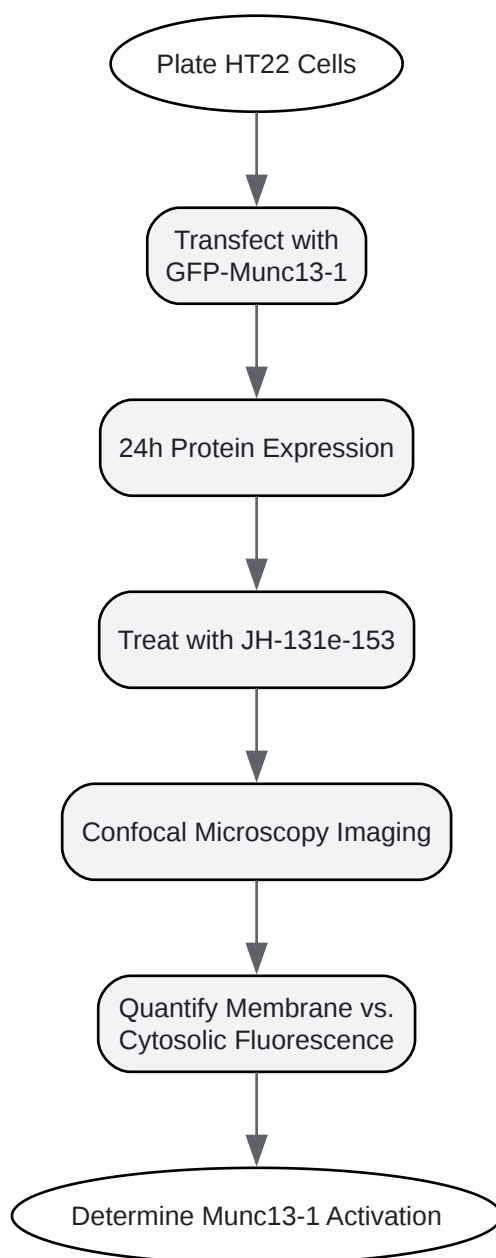 Plate HT22 Cells
Transfect with
GFP-Munc13-1
24h Protein Expression
Treat with JH-131e-153
Confocal Microscopy Imaging
Quantify Membrane vs.
Cytosolic Fluorescence
Determine Munc13-1 Activation